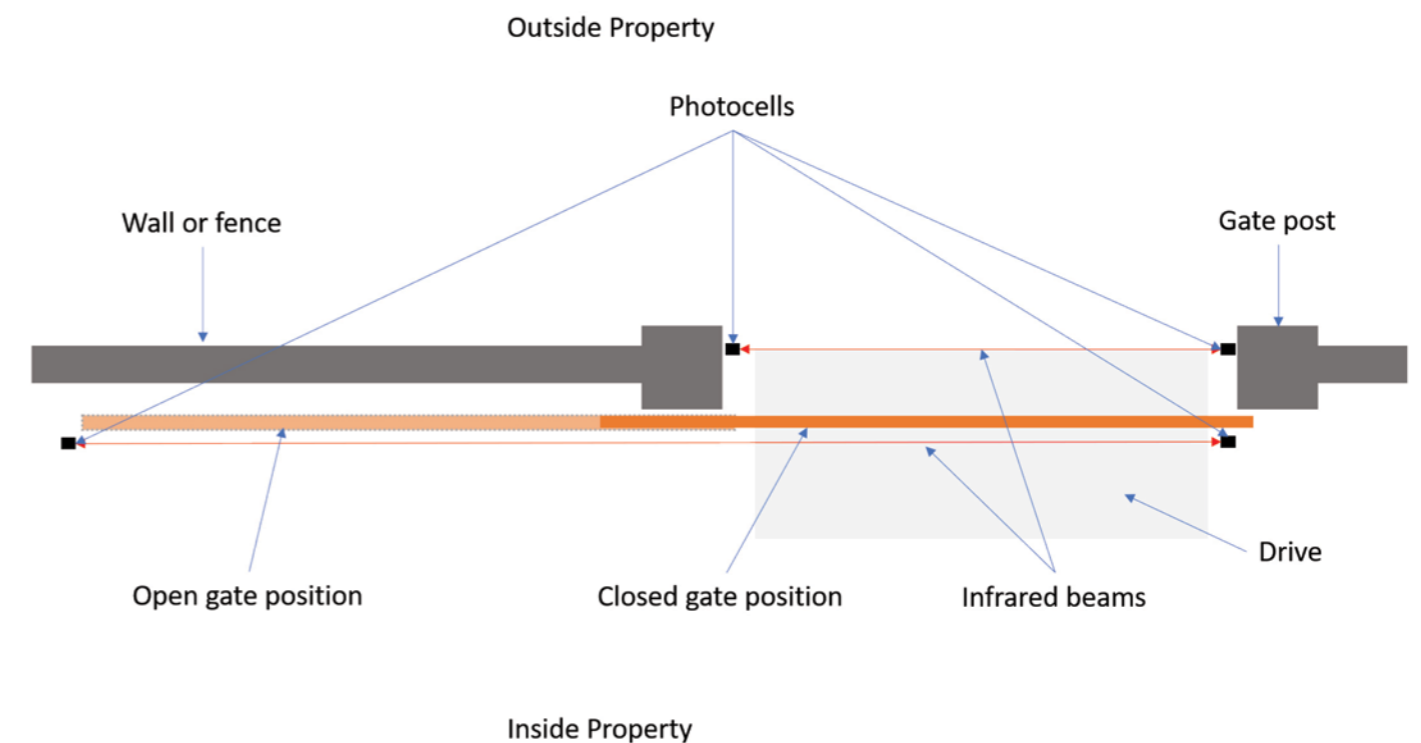 Outside Property
Photocells
Wall or fence
Gate post
Drive
Open gate position
Closed gate position
Infrared beams
Inside Property